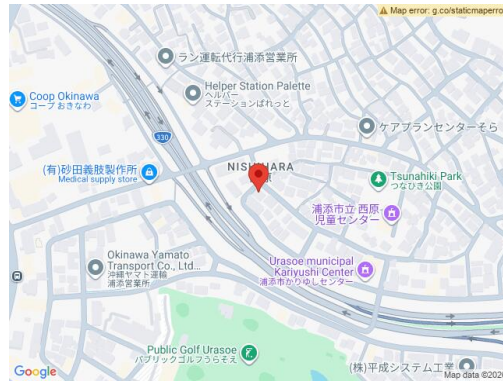 Map error: g.co/staticmaperro
ラン運転代行浦添営業所
Helper Station Palette
ヘルパー
ステーションぱれっと
Coop Okinawa
コープ おきなわ
330
ケアプランセンターそら
(有)砂田義肢製作所
Medical supply store
NISHIHARA
Tsunahiki Park
つなひき公園
浦添市立 西原
児童センター
Okinawa Yamato
Transport Co., Ltd...
沖縄ヤマト運輸
浦添営業所
Urasoe municipal
Kariyushi Center
浦添市かりゆしセンター
Public Golf Urasoe
パブリックゴルフうらそえ
(株)平成システム工業
Google
Map data ©202